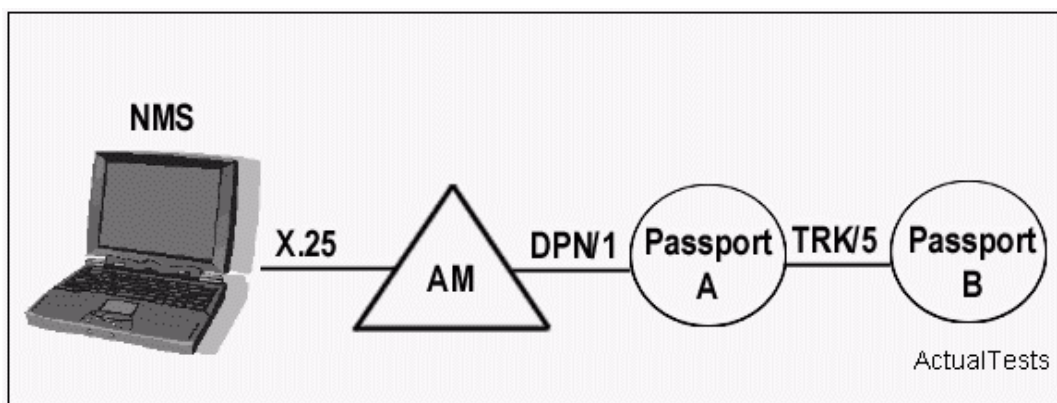 NMS
X.25
AM
DPN/1
Passport A
TRK/5
Passport B
ActualTests